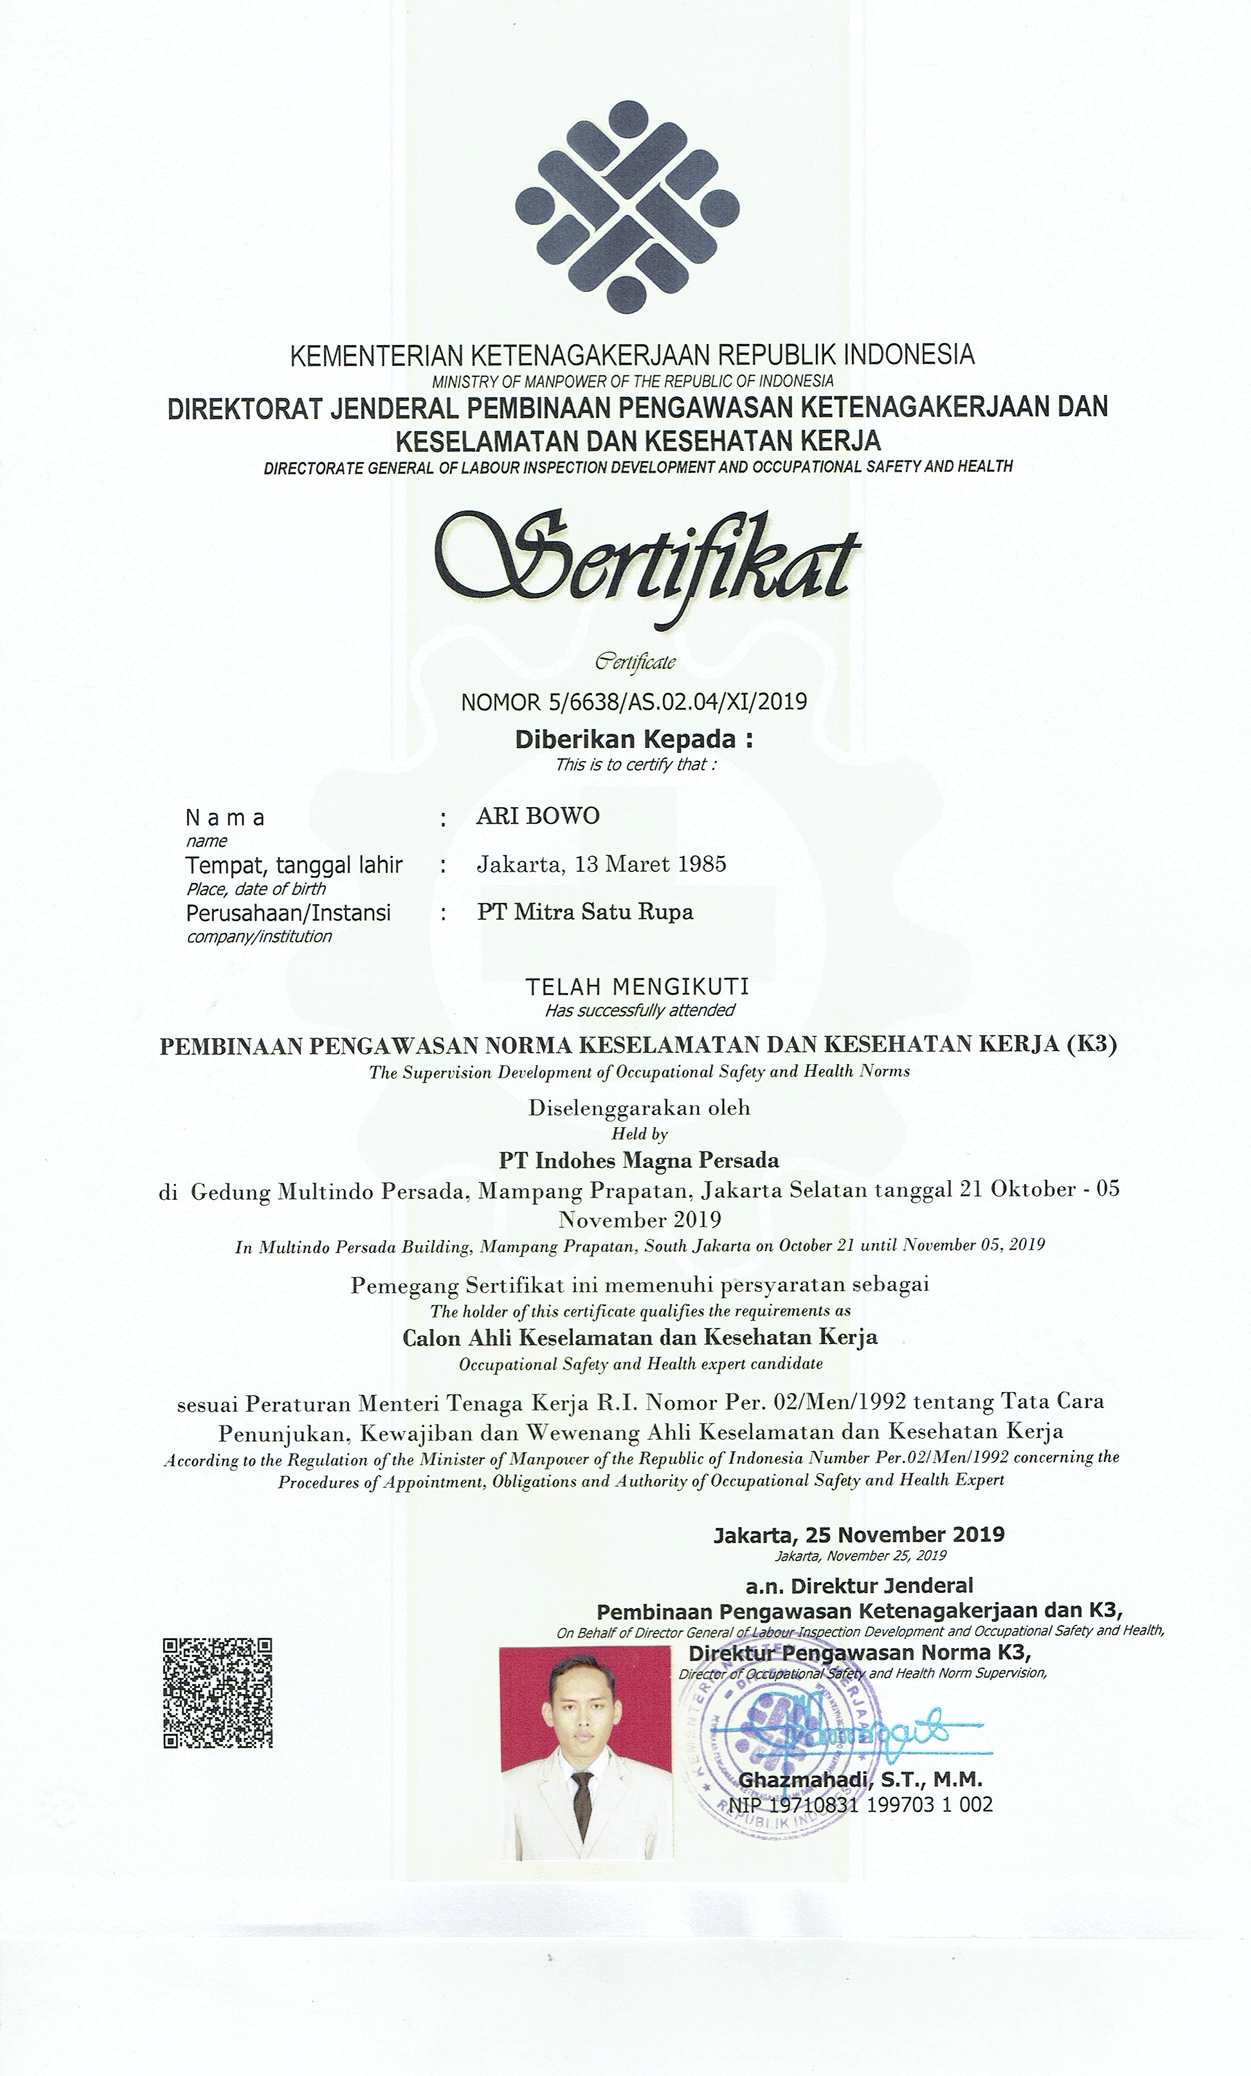 KEMENTERIAN KETENAGAKERJAAN REPUBLIK INDONESIA
MINISTRY OF MANPOWER OF THE REPUBLIC OF INDONESIA
DIREKTORAT JENDERAL PEMBINAAN PENGAWASAN KETENAGAKERJAAN DAN
KESELAMATAN DAN KESEHATAN KERJA
DIRECTORATE GENERAL OF LABOUR INSPECTION DEVELOPMENT AND OCCUPATIONAL SAFETY AND HEALTH
Sertifikat
Certificate
NOMOR 5/6638/AS.02.04/XI/2019
Diberikan Kepada :
This is to certify that :
N a m a : ARI BOWO
name
Tempat, tanggal lahir : Jakarta, 13 Maret 1985
Place, date of birth
Perusahaan/Instansi : PT Mitra Satu Rupa
company/institution
TELAH MENGIKUTI
Has successfully attended
PEMBINAAN PENGAWASAN NORMA KESELAMATAN DAN KESEHATAN KERJA (K3)
The Supervision Development of Occupational Safety and Health Norms
Diselenggarakan oleh
Held by
PT Indohes Magna Persada
di Gedung Multindo Persada, Mampang Prapatan, Jakarta Selatan tanggal 21 Oktober - 05
November 2019
In Multindo Persada Building, Mampang Prapatan, South Jakarta on October 21 until November 05, 2019
Pemegang Sertifikat ini memenuhi persyaratan sebagai
The holder of this certificate qualifies the requirements as
Calon Ahli Keselamatan dan Kesehatan Kerja
Occupational Safety and Health expert candidate
sesuai Peraturan Menteri Tenaga Kerja R.I. Nomor Per. 02/Men/1992 tentang Tata Cara
Penunjukan, Kewajiban dan Wewenang Ahli Keselamatan dan Kesehatan Kerja
According to the Regulation of the Minister of Manpower of the Republic of Indonesia Number Per.02/Men/1992 concerning the
Procedures of Appointment, Obligations and Authority of Occupational Safety and Health Expert
Jakarta, 25 November 2019
Jakarta, November 25, 2019
a.n. Direktur Jenderal
Pembinaan Pengawasan Ketenagakerjaan dan K3,
On Behalf of Director General of Labour Inspection Development and Occupational Safety and Health,
Direktur Pengawasan Norma K3,
Director of Occupational Safety and Health Norm Supervision,
KEMENTERIAN KETENAGAKERJAAN
REPUBLIK INDONESIA
Ghazmahadi, S.T., M.M.
NIP 19710831 199703 1 002